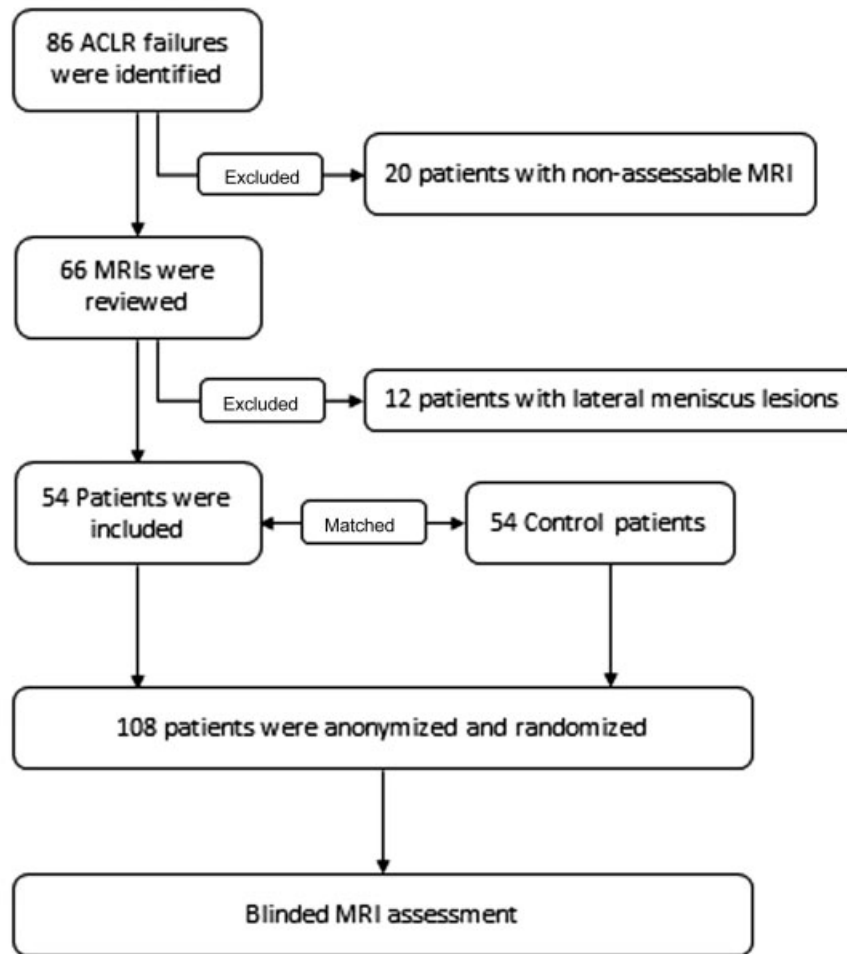 86 ACLR failures
were identified
Excluded
20 patients with non-assessable MRI
66 MRIs were
reviewed
Excluded
12 patients with lateral meniscus lesions
54 Patients were
included
Matched
54 Control patients
108 patients were anonymized and randomized
Blinded MRI assessment